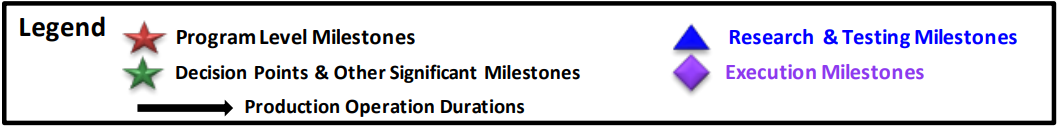 Legend
Program Level Milestones
Research & Testing Milestones
Decision Points & Other Significant Milestones
Execution Milestones
Production Operation Durations